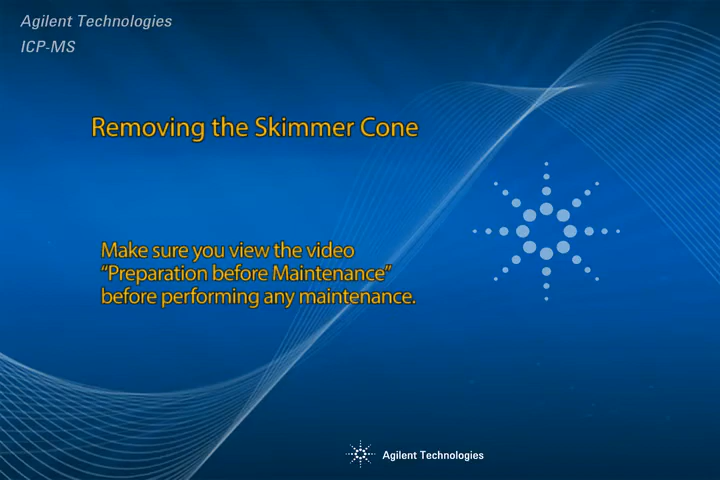 Agilent Technologies
ICP-MS
Removing the Skimmer Cone
Make sure you view the video
“Preparation before Maintenance”
before performing any maintenance.
Agilent Technologies